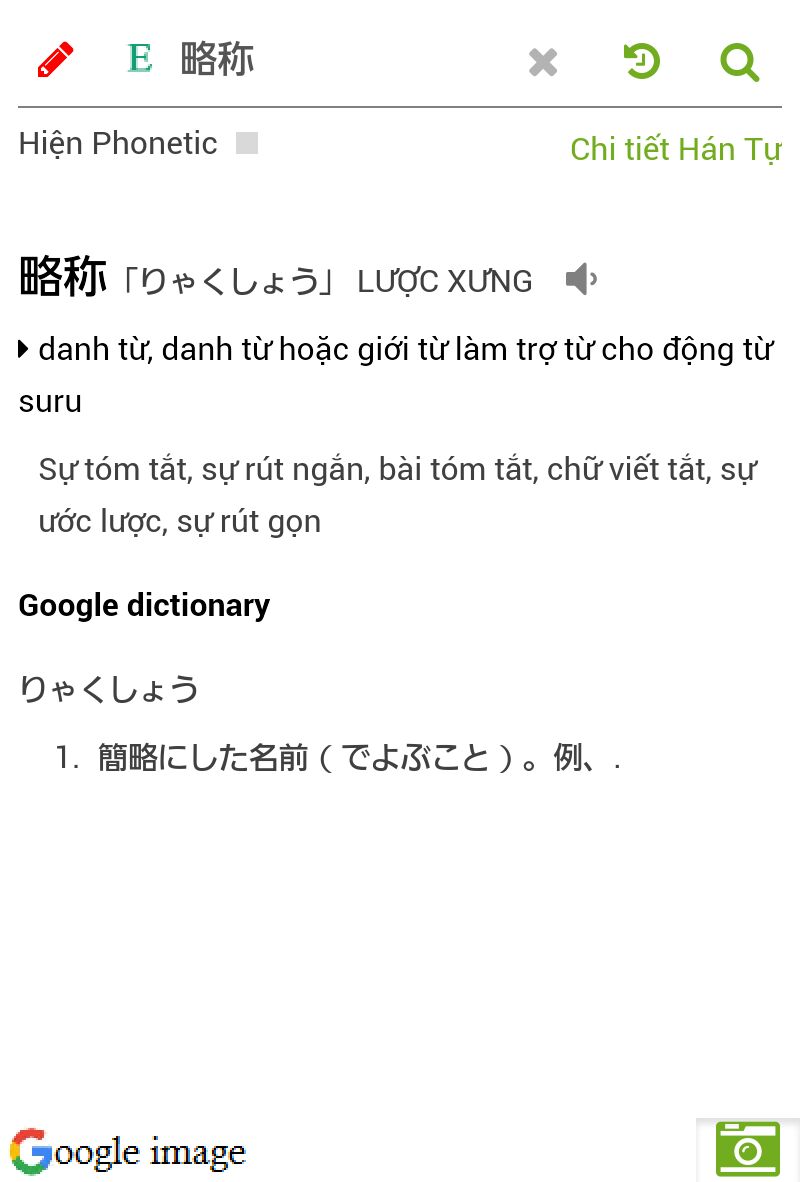 E 略称
Hiện Phonetic
Chi tiết Hán Tự
略称「りゃくしょう」 LƯỢC XƯNG
danh từ, danh từ hoặc giới từ làm trợ từ cho động từ
suru
Sự tóm tắt, sự rút ngắn, bài tóm tắt, chữ viết tắt, sự
ước lược, sự rút gọn
Google dictionary
りゃくしょう
1. 簡略にした名前（でよぶこと）。例、.
Google image